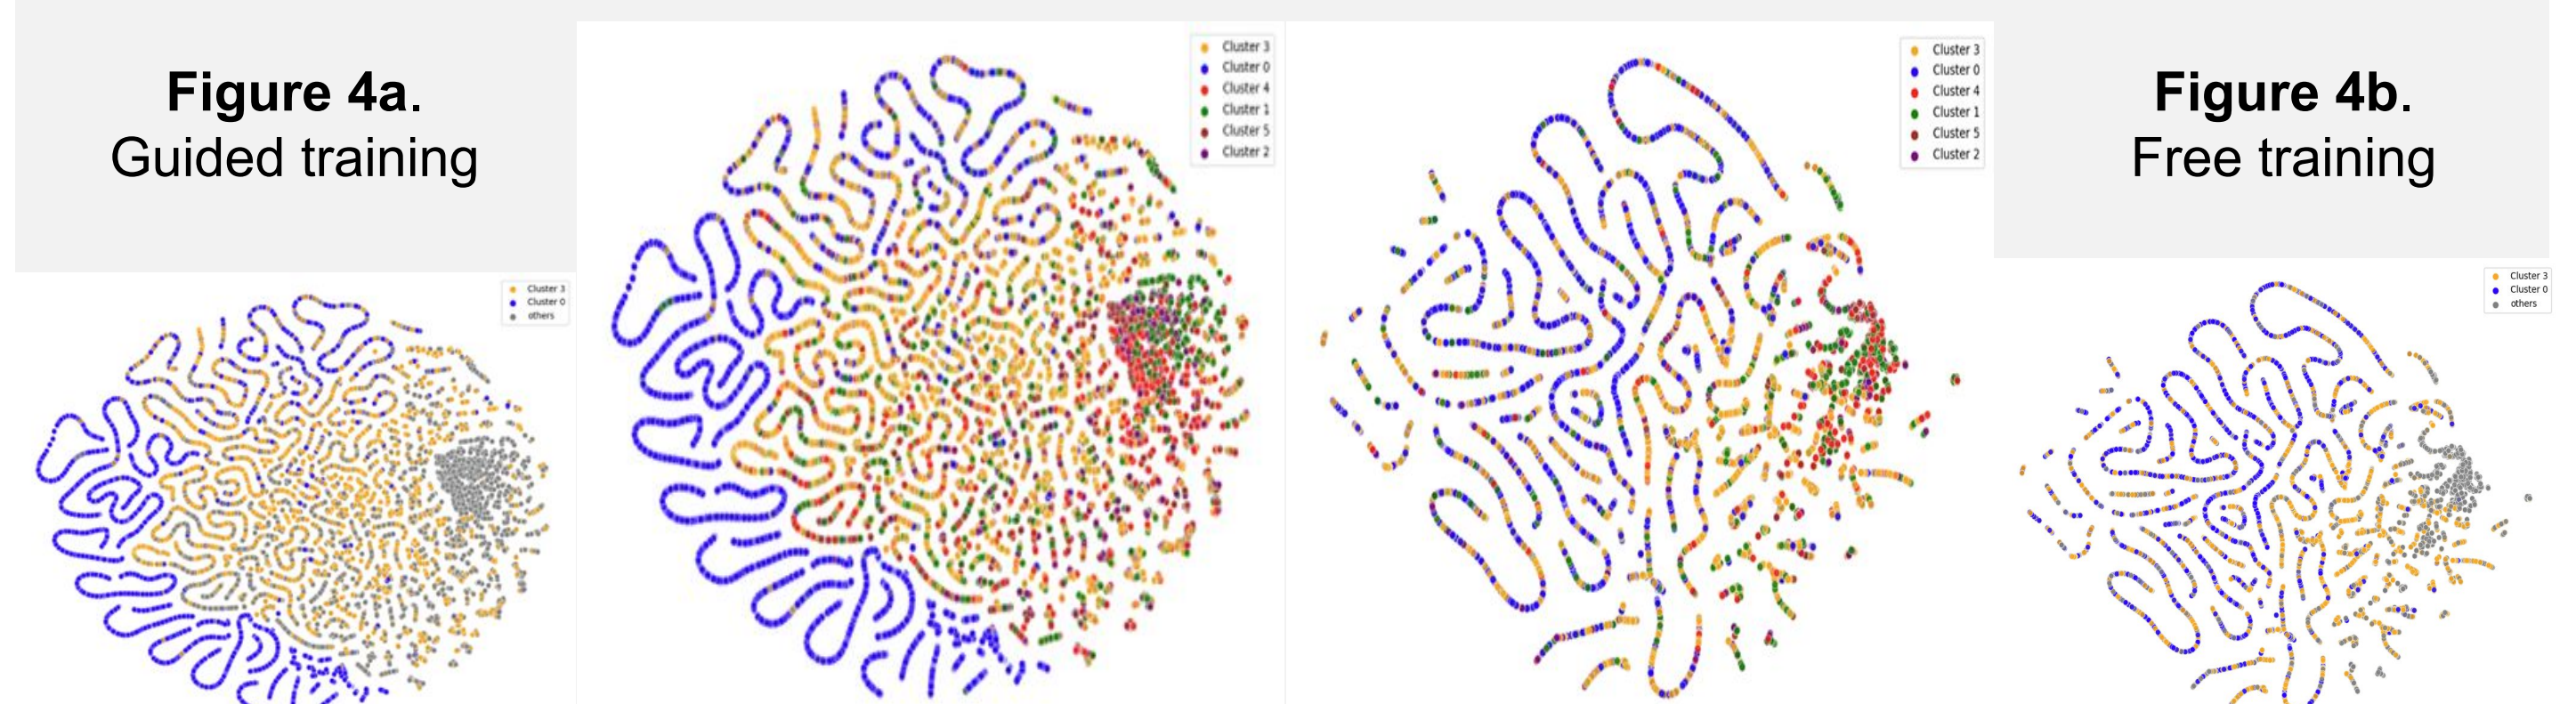 Figure 4a.
Guided training
Cluster 3
Cluster 0
others
Cluster 3
Cluster 0
Cluster 4
Cluster 1
Cluster 5
Cluster 2
Cluster 3
Cluster 0
Cluster 4
Cluster 1
Cluster 5
Cluster 2
Figure 4b.
Free training
Cluster 3
Cluster 0
others